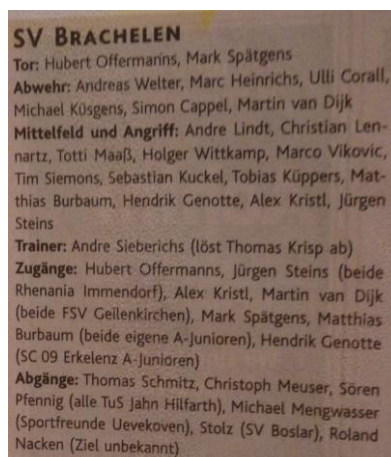 SV BRACHELEN
Tor: Hubert Offermanns, Mark Spätgens
Abwehr: Andreas Welter, Marc Heinrichs, Ulli Corall,
Michael Küsgens, Simon Cappel, Martin van Dijk
Mittelfeld und Angriff: Andre Lindt, Christian Len-
nartz, Totti Maaß, Holger Wittkamp, Marco Vikovic,
Tim Siemons, Sebastian Kuckel, Tobias Küppers, Mat-
thias Burbaum, Hendrik Genotte, Alex Kristl, Jürgen
Steins
Trainer: Andre Sieberichs (löst Thomas Krisp ab)
Zugänge: Hubert Offermanns, Jürgen Steins (beide
Rhenania Immendorf), Alex Kristl, Martin van Dijk
(beide FSV Geilenkirchen), Mark Spätgens, Matthias
Burbaum (beide eigene A-Junioren), Hendrik Genotte
(SC 09 Erkelenz A-Junioren)
Abgänge: Thomas Schmitz, Christoph Meuser, Sören
Pfennig (alle TuS Jahn Hilfarth), Michael Mengwasser
(Sportfreunde Uevekoven), Stolz (SV Boslar), Roland
Nacken (Ziel unbekannt)